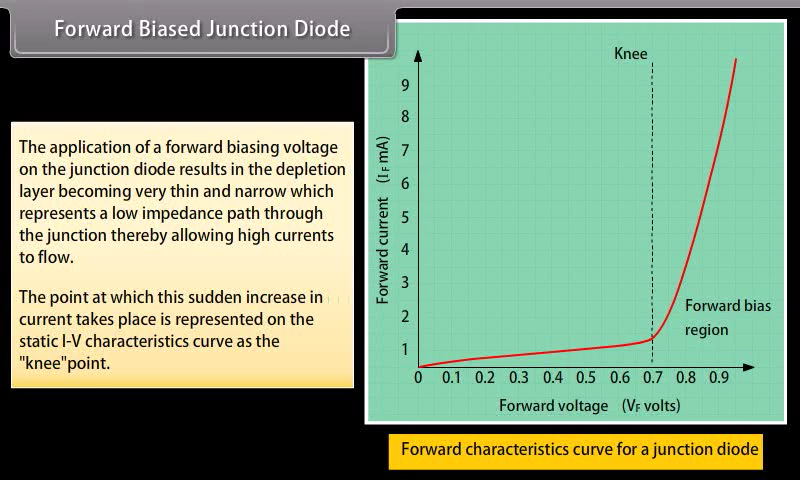 Forward Biased Junction Diode
The application of a forward biasing voltage
on the junction diode results in the depletion
layer becoming very thin and narrow which
represents a low impedance path through
the junction thereby allowing high currents
to flow.
The point at which this sudden increase in
current takes place is represented on the
static I-V characteristics curve as the
"knee"point.
Knee
9
8
7
6
5
4
3
2
1
Forward current (IF mA)
Forward bias
region
0 0.1 0.2 0.3 0.4 0.5 0.6 0.7 0.8 0.9
Forward voltage (VF volts)
Forward characteristics curve for a junction diode